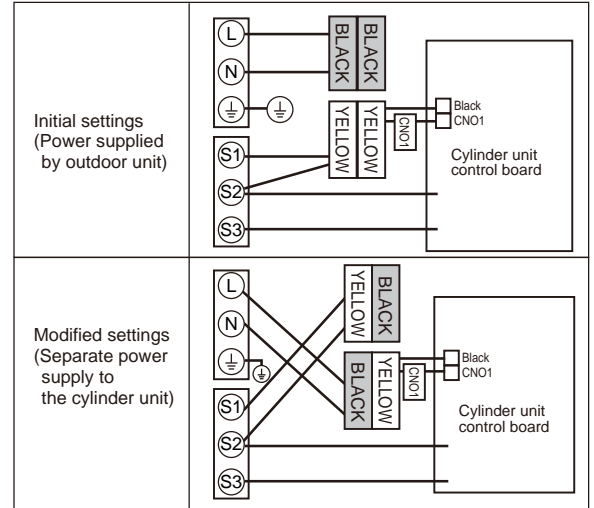 Initial settings
(Power supplied
by outdoor unit)
L
N
S1
S2
S3
BLACK
BLACK
YELLOW
YELLOW
CNO1
Black
CNO1
Cylinder unit
control board
Modified settings
(Separate power
supply to
the cylinder unit)
L
N
S1
S2
S3
YELLOW
BLACK
BLACK
YELLOW
CNO1
Black
CNO1
Cylinder unit
control board